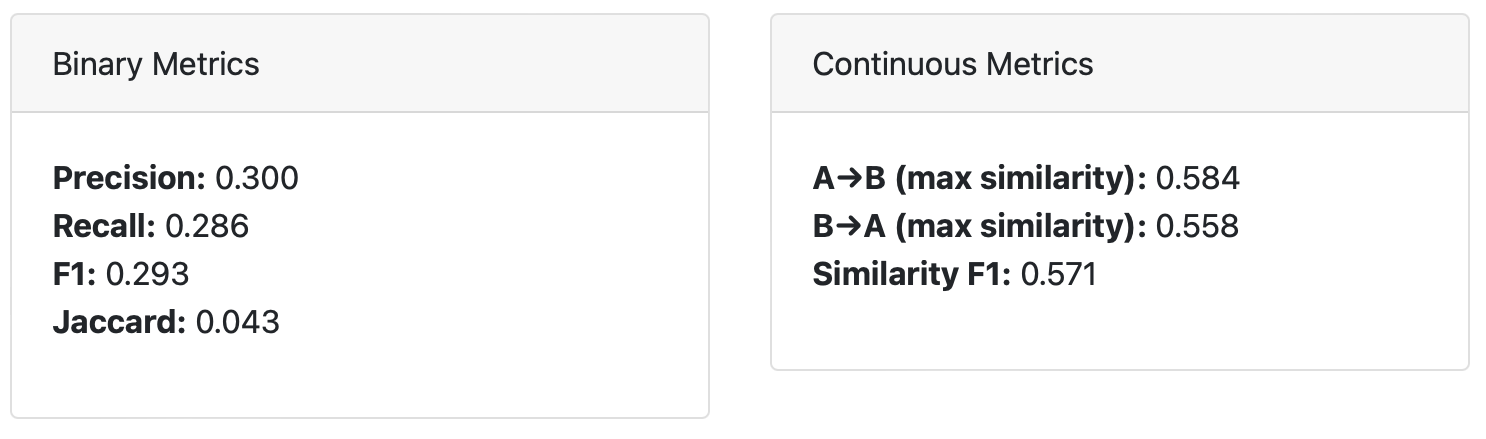 Binary Metrics
Precision: 0.300
Recall: 0.286
F1: 0.293
Jaccard: 0.043
Continuous Metrics
A→B (max similarity): 0.584
B→A (max similarity): 0.558
Similarity F1: 0.571